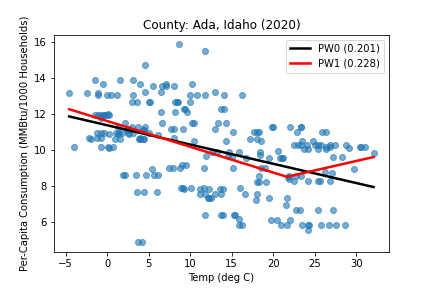 County: Ada, Idaho (2020)
Per-Capita Consumption (MMBtu/1000 Households)
16
14
12
10
8
6
PW0 (0.201)
PW1 (0.228)
−5 0 5 10 15 20 25 30
Temp (deg C)